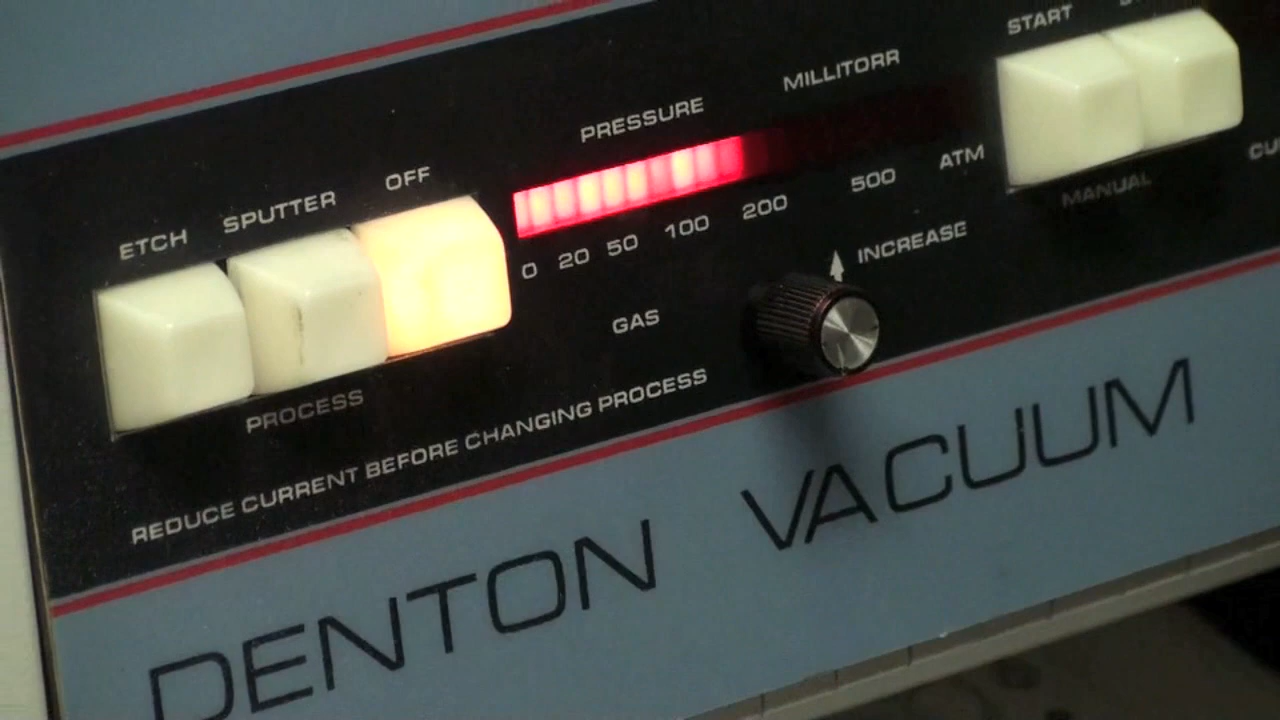 START
MILLITORR
PRESSURE
OFF
SPUTTER
ETCH
0 20 50 100 200 500 ATM
MANUAL
INCREASE
GAS
PROCESS
REDUCE CURRENT BEFORE CHANGING PROCESS
DENTON VACUUM